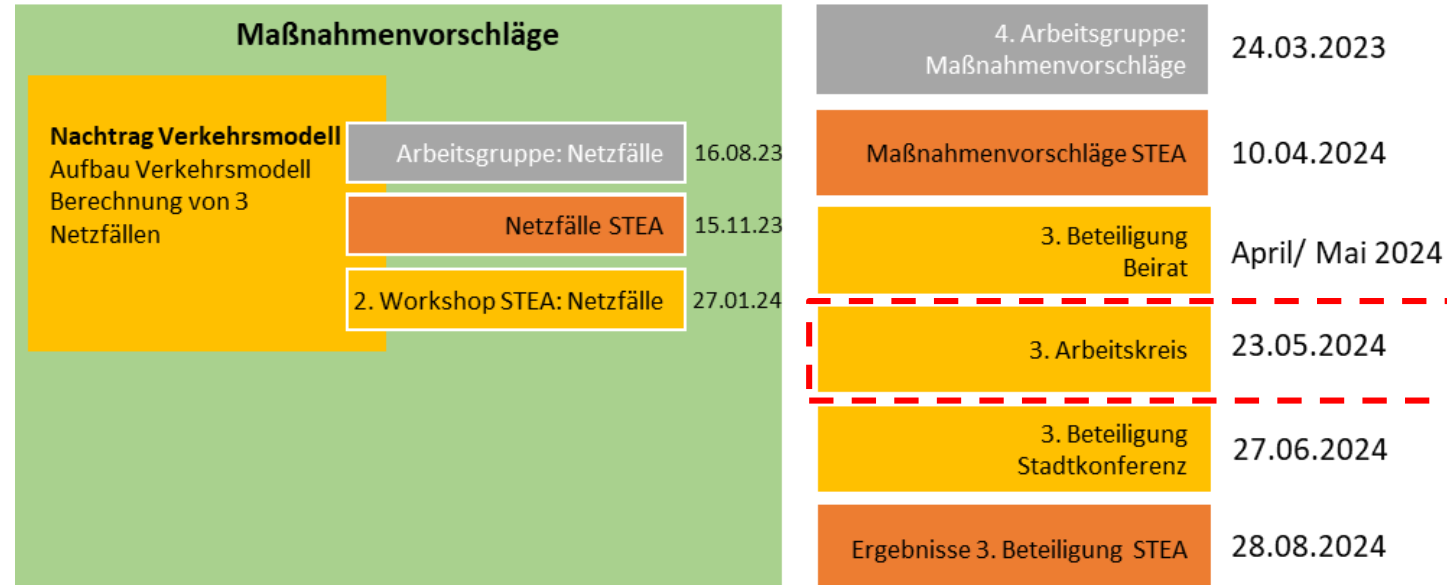 Maßnahmenvorschläge
Nachtrag Verkehrsmodell
Aufbau Verkehrsmodell
Berechnung von 3
Netzfällen
Arbeitsgruppe: Netzfälle
16.08.23
Netzfälle STEA
15.11.23
2. Workshop STEA: Netzfälle
27.01.24
4. Arbeitsgruppe:
Maßnahmenvorschläge
24.03.2023
Maßnahmenvorschläge STEA
10.04.2024
3. Beteiligung
Beirat
April/ Mai 2024
3. Arbeitskreis
23.05.2024
3. Beteiligung
Stadtkonferenz
27.06.2024
Ergebnisse 3. Beteiligung STEA
28.08.2024